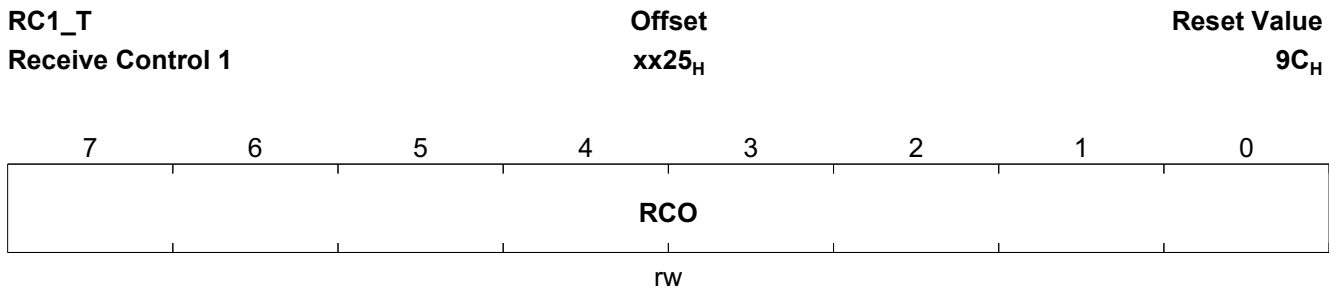 RC1_T Offset Reset Value
Receive Control 1 xx25H 9CH
7 6 5 4 3 2 1 0
RCO
rw